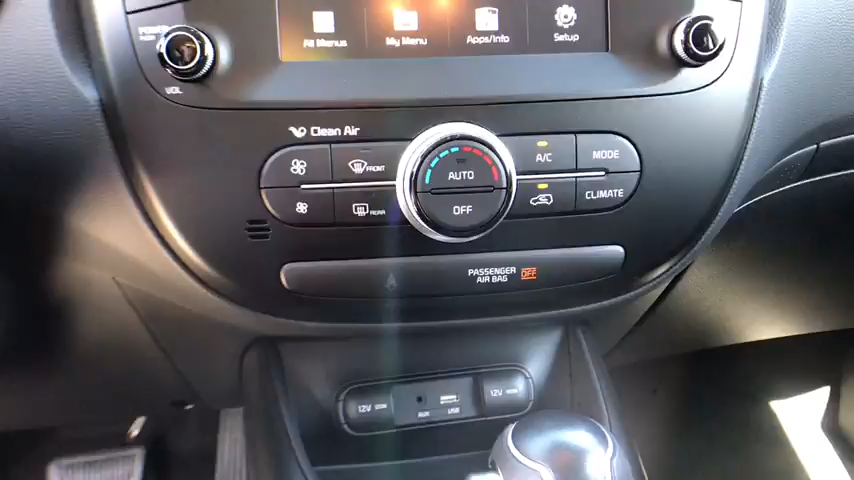 All Menus
My Menu
Apps/Info
Setup
VOL
Clean Air
FRONT
AUTO
A/C
MODE
REAR
OFF
CLIMATE
PASSENGER
AIR BAG
OFF
12V
AUX
USB
12V